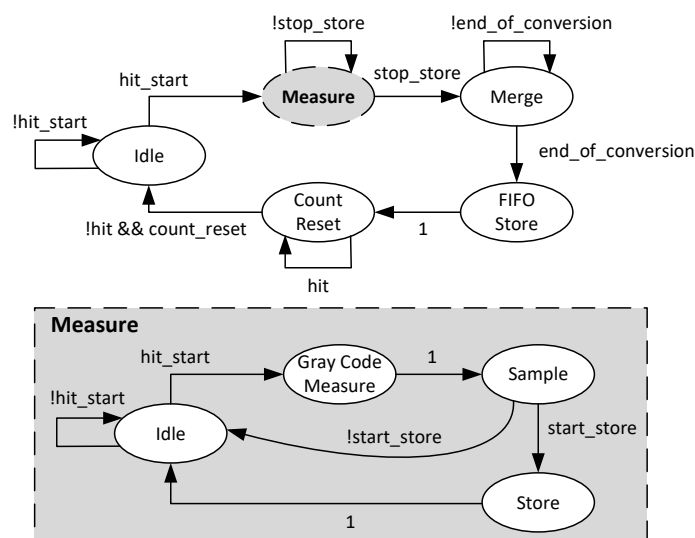 !stop_store
!end_of_conversion
hit_start
stop_store
Measure
Merge
!hit_start
Idle
end_of_conversion
Count
Reset
FIFO
Store
!hit && count_reset
1
hit
Measure
hit_start
Gray Code
Measure
1
Sample
!hit_start
Idle
!start_store
start_store
Store
1